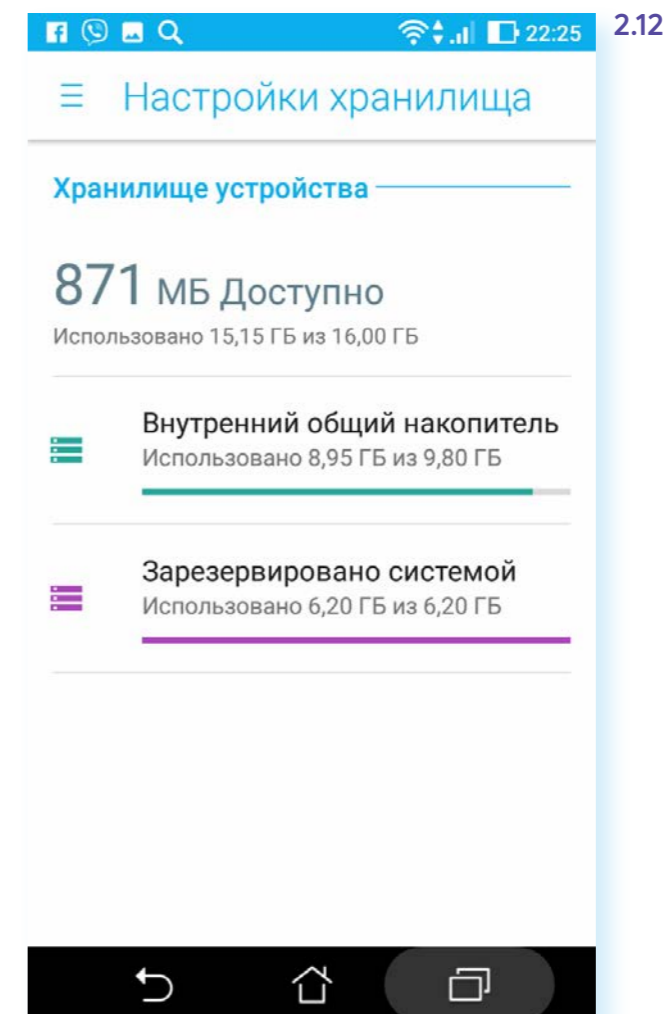 22:25
2.12
Настройки хранилища
Хранилище устройства
871 МБ Доступно
Использовано 15,15 ГБ из 16,00 ГБ
Внутренний общий накопитель
Использовано 8,95 ГБ из 9,80 ГБ
Зарезервировано системой
Использовано 6,20 ГБ из 6,20 ГБ